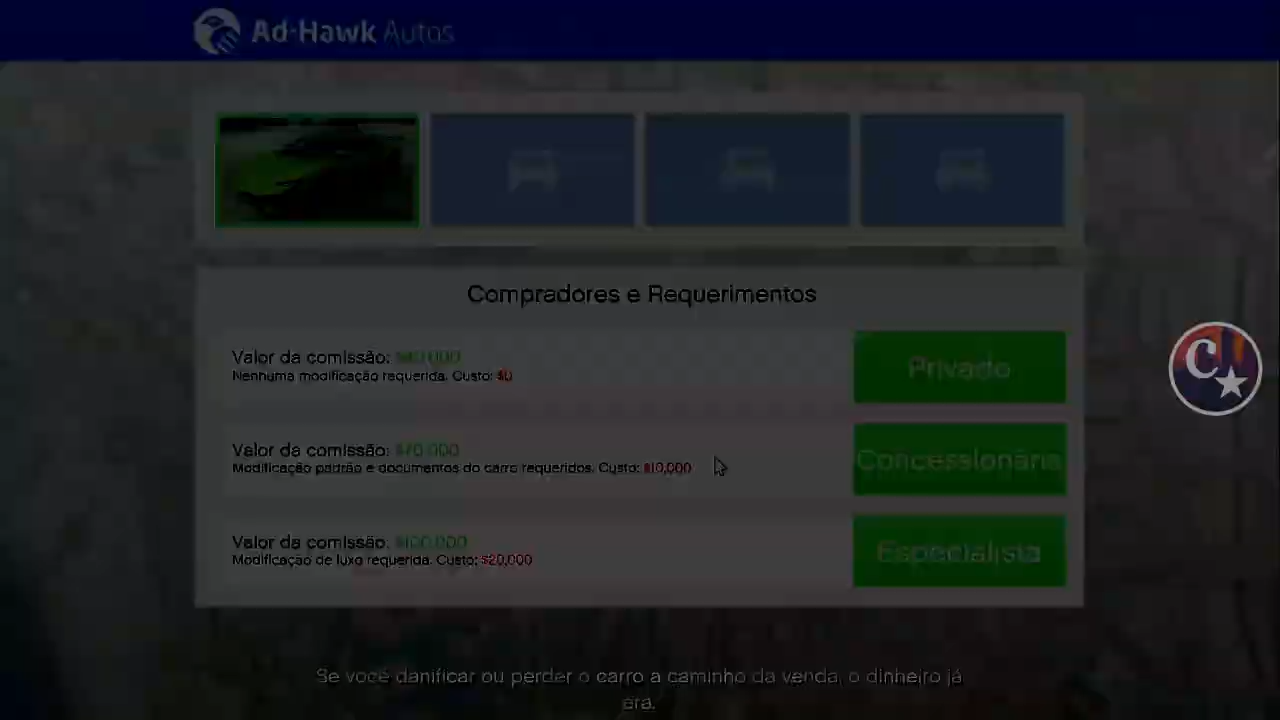 Ad-Hawk Autos
Compradores e Requerimentos
Valor da comissão: $40,000
Nenhuma modificação requerida. Custo: $0
Privado
Valor da comissão: $70,000
Modificação padrão e documentos do carro requeridos. Custo: $10,000
Concessionária
Valor da comissão: $100,000
Modificação de luxo requerida. Custo: $20,000
Especialista
C
Se você danificar ou perder o carro a caminho da venda, o dinheiro já
era.